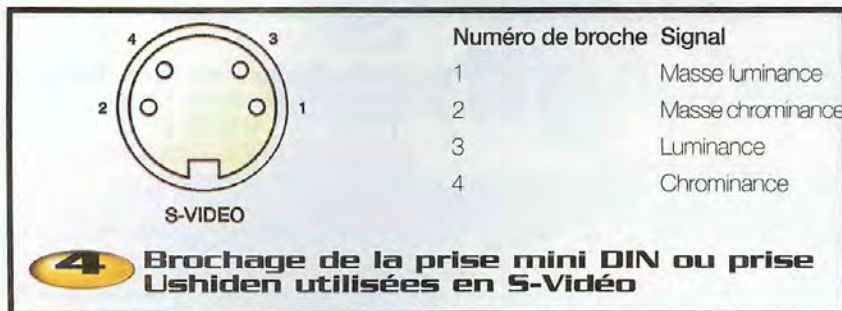 4 3
2 1
S-VIDEO
Numéro de broche Signal
1 Masse luminance
2 Masse chrominance
3 Luminance
4 Chrominance
4 Brochage de la prise mini DIN ou prise
Ushiden utilisées en S-Vidéo